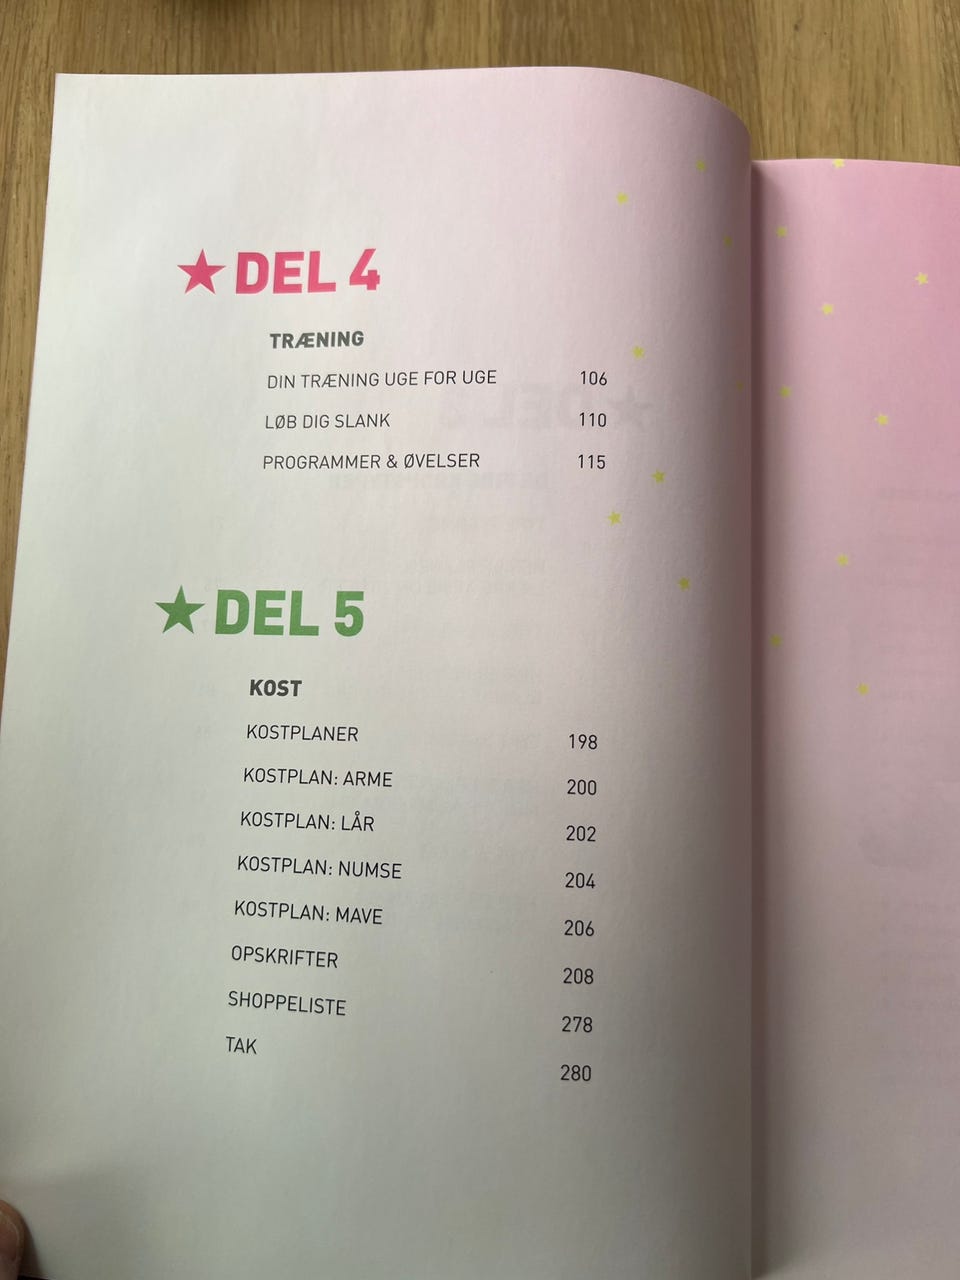 DEL 4
TRÆNING
DIN TRÆNING UGE FOR UGE 106
LØB DIG SLANK 110
PROGRAMMER & ØVELSER 115
DEL 5
KOST
KOSTPLANER 198
KOSTPLAN: ARME 200
KOSTPLAN: LÅR 202
KOSTPLAN: NUMSE 204
KOSTPLAN: MAVE 206
OPSKRIFTER 208
SHOPPELISTE 278
TAK 280